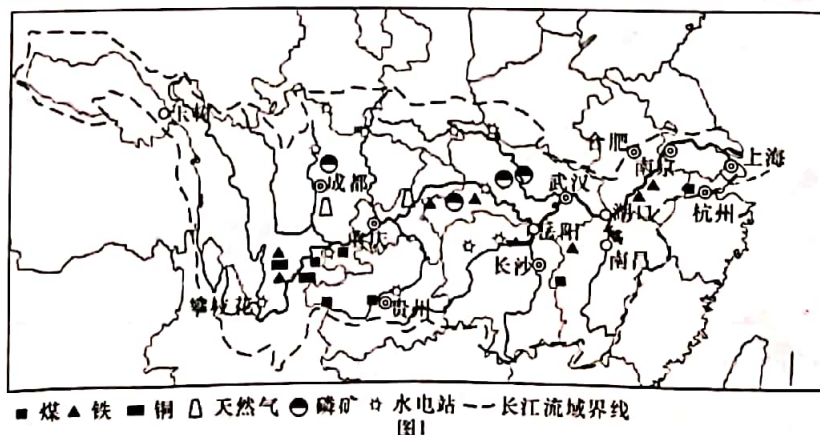 玉树
合肥
南京
上海
成都
武汉
湖口
杭州
重庆
岳阳
长沙
南昌
攀枝花
贵州
■ 煤 ▲ 铁 ▬ 铜 天然气 磷矿 ☆ 水电站 --- 长江流域界线
图1